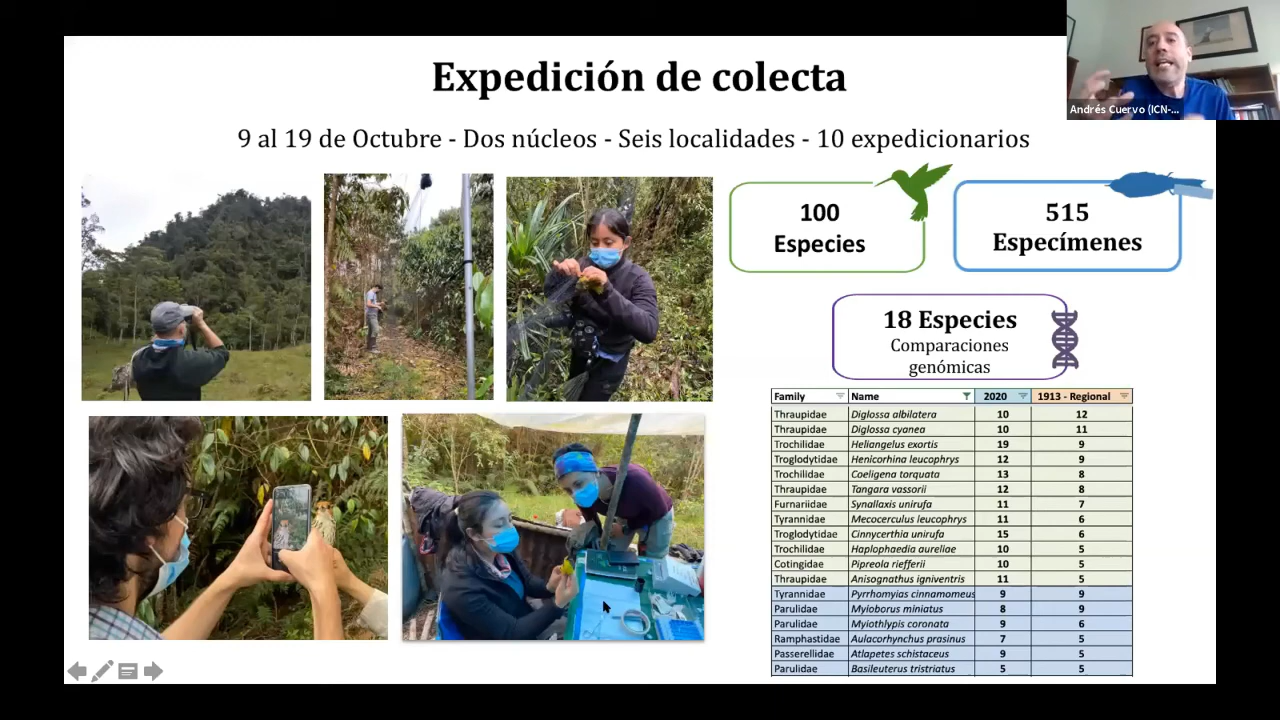 Expedición de colecta
Andrés Cuervo (ICN-...
9 al 19 de Octubre - Dos núcleos - Seis localidades - 10 expedicionarios
100
Especies
515
Especímenes
18 Especies
Comparaciones
genómicas
Family Name 2020 1913 - Regional
Thraupidae Diglossa albilatera 10 12
Thraupidae Diglossa cyanea 10 11
Trochilidae Heliangelus exortis 19 9
Troglodytidae Henicorhina leucophrys 12 9
Trochilidae Coeligena torquata 13 8
Thraupidae Tangara vassorii 12 8
Furnariidae Synallaxis unirufa 11 7
Tyrannidae Mecocerculus leucophrys 11 6
Troglodytidae Cinnycerthia unirufa 15 6
Trochilidae Haplophaedia aureliae 10 5
Cotingidae Pipreola riefferii 10 5
Thraupidae Anisognathus igniventris 11 5
Tyrannidae Pyrrhomyias cinnamomeus 9 9
Parulidae Myioborus miniatus 8 9
Parulidae Myiothlypis coronata 9 6
Ramphastidae Aulacorhynchus prasinus 7 5
Passerellidae Atlapetes schistaceus 9 5
Parulidae Basileuterus tristriatus 5 5